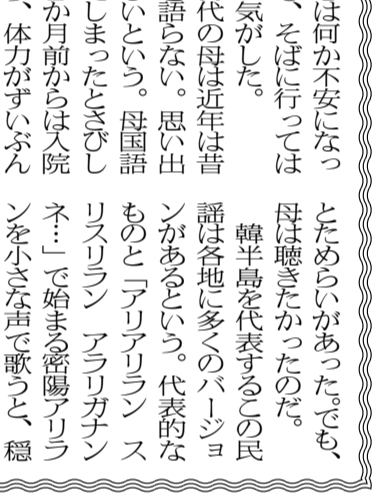 は何か不安になっ
、そばに行っては
気がした。
代の母は近年は昔
語らない。思い出
いという。母国語
しまったとさびし
か月前からは入院
、体力がずいぶん
とためらいがあった。でも、
母は聴きたかったのだ。
　韓半島を代表するこの民
謡は各地に多くのバージョ
ンがあるという。代表的な
ものと「アリアリラン　ス
リスリラン　アラリガナン
ネ…」で始まる密陽アリラ
ンを小さな声で歌うと、穏